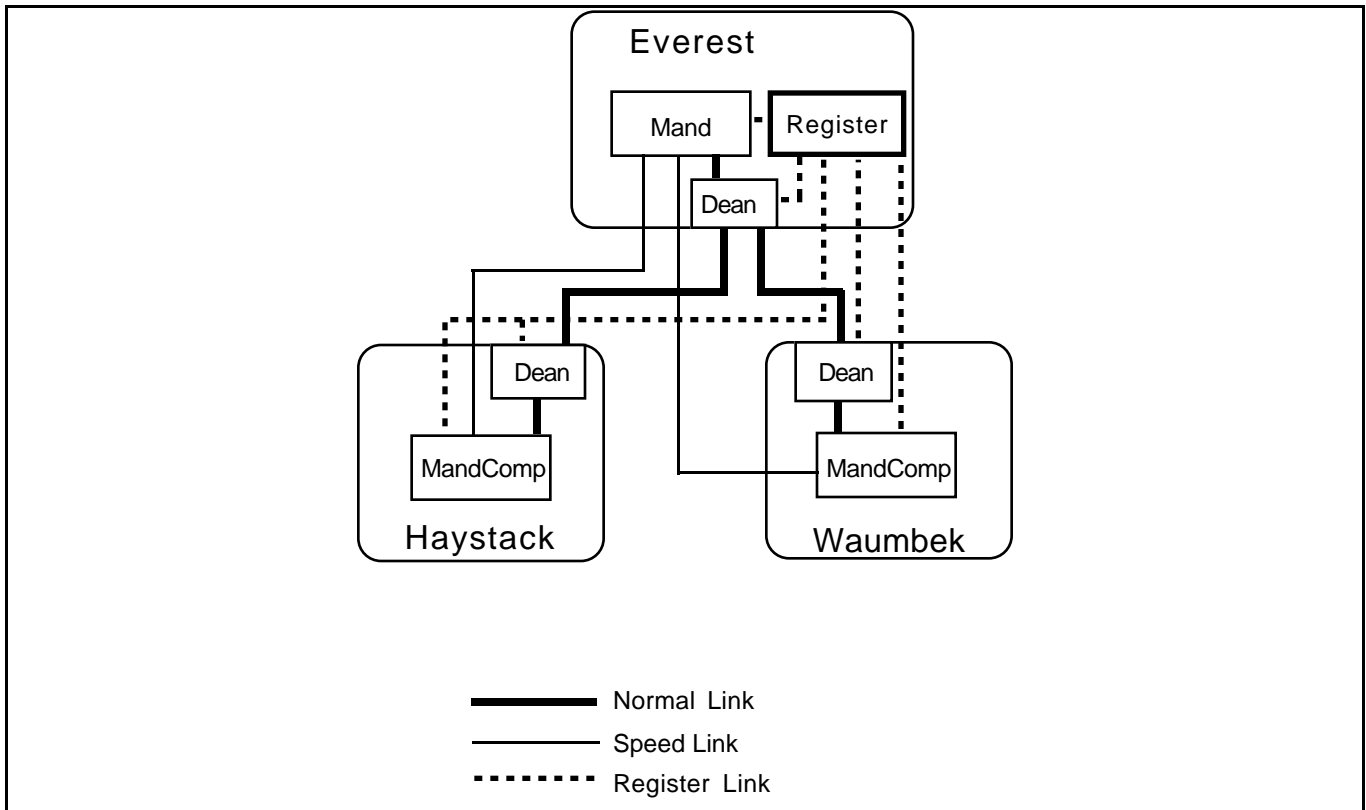 Everest
Mand
Register
Dean
Dean
Dean
MandComp
MandComp
Haystack
Waumbek
Normal Link
Speed Link
Register Link